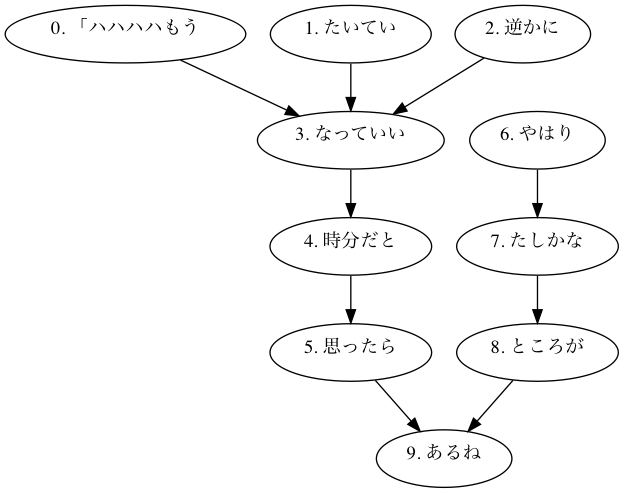 0. 「ハハハハもう
1. たいてい
2. 逆かに
3. なっていい
6. やはり
4. 時分だと
7. たしかな
5. 思ったら
8. ところが
9. あるね